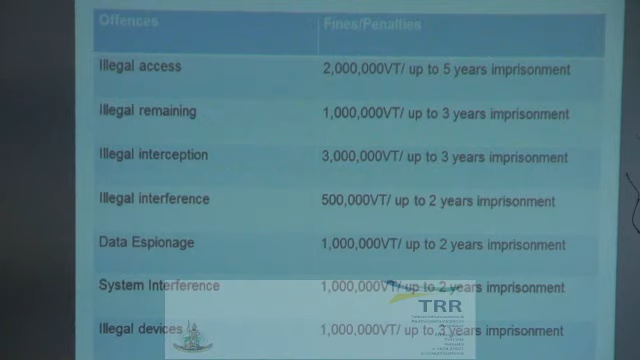 Offences Fines/Penalties
Illegal access 2,000,000VT/ up to 5 years imprisonment
Illegal remaining 1,000,000VT/ up to 3 years imprisonment
Illegal interception 3,000,000VT/ up to 3 years imprisonment
Illegal interference 500,000VT/ up to 2 years imprisonment
Data Espionage 1,000,000VT/ up to 2 years imprisonment
System Interference 1,000,000VT/ up to 2 years imprisonment
TRR
Illegal devices 1,000,000VT/ up to 3 years imprisonment